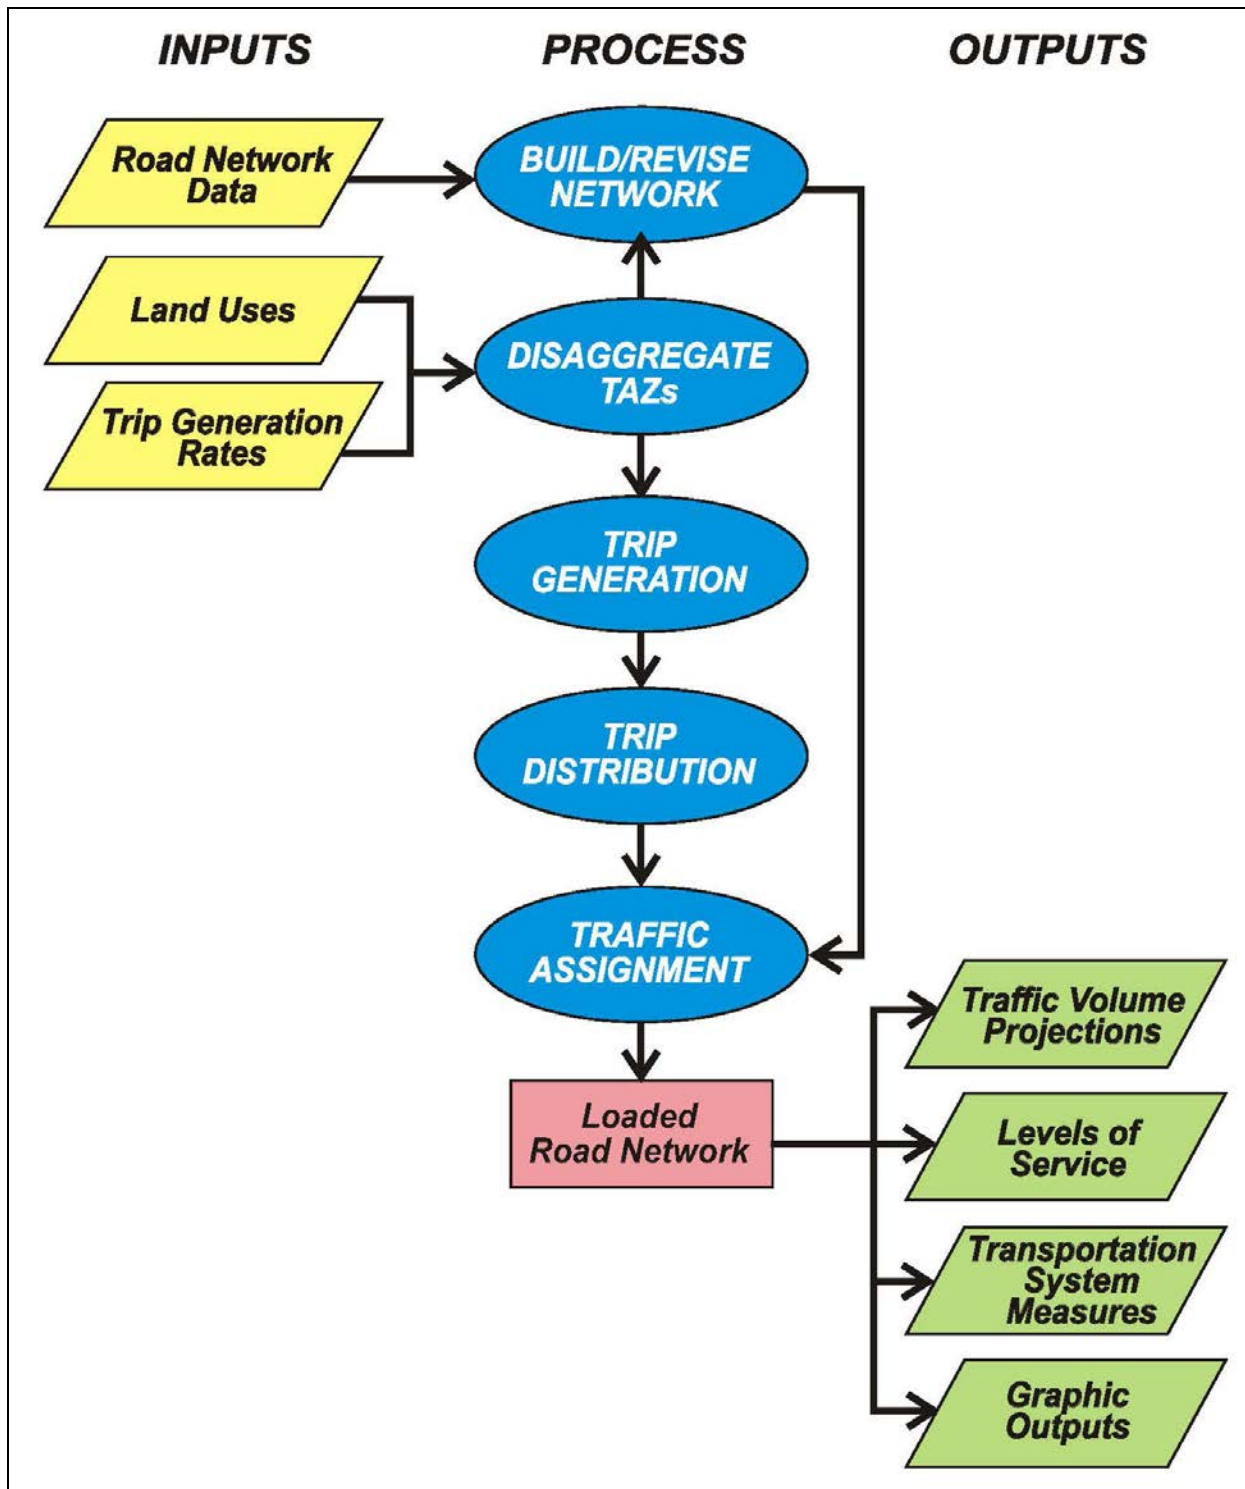 INPUTS
PROCESS
OUTPUTS
Road Network
Data
BUILD/REVISE
NETWORK
Land Uses
Trip Generation
Rates
DISAGGREGATE
TAZs
TRIP
GENERATION
TRIP
DISTRIBUTION
TRAFFIC
ASSIGNMENT
Loaded
Road Network
Traffic Volume
Projections
Levels of
Service
Transportation
System
Measures
Graphic
Outputs